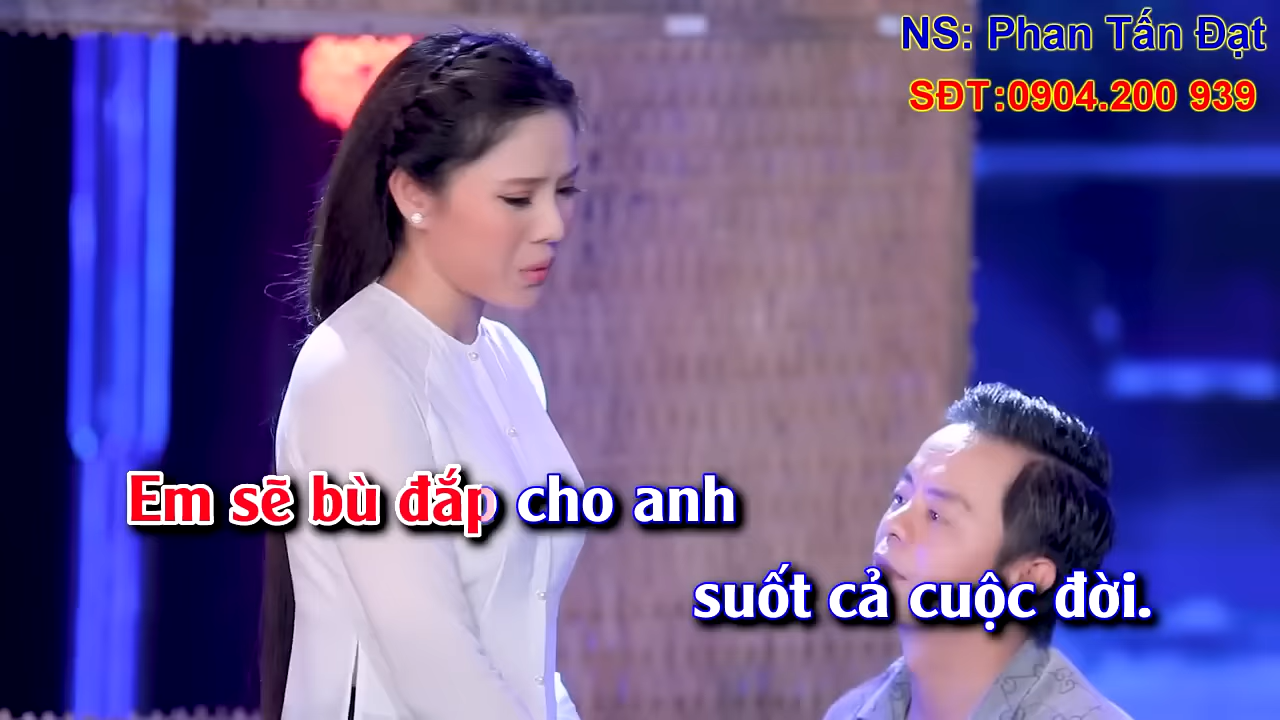 NS: Phan Tấn Đạt
SĐT:0904.200 939
Em sẽ bù đắp cho anh
suốt cả cuộc đời.